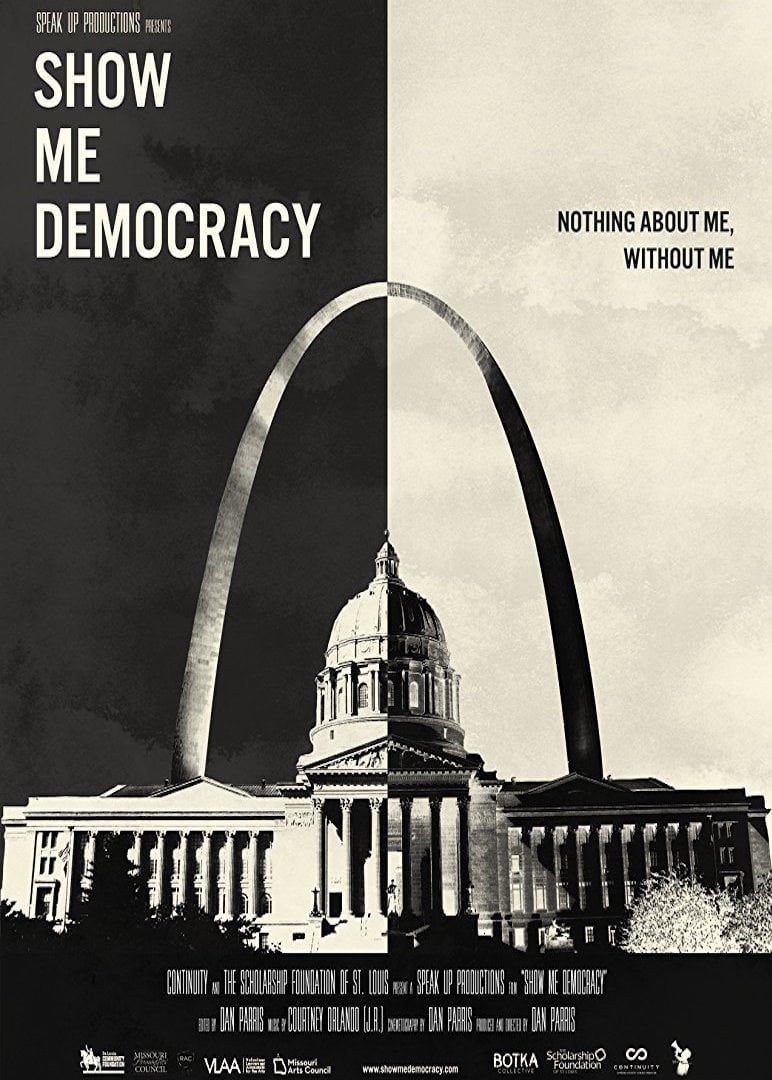 SPEAK UP PRODUCTIONS PRESENTS
SHOW
ME
DEMOCRACY
NOTHING ABOUT ME,
WITHOUT ME
CONTINUITY AND THE SCHOLARSHIP FOUNDATION OF ST. LOUIS PRESENT A SPEAK UP PRODUCTIONS FILM "SHOW ME DEMOCRACY"
EDITED BY DAN PARRIS MUSIC BY COURTNEY ORLANDO (J.R.) CINEMATOGRAPHY BY DAN PARRIS PRODUCED AND DIRECTED BY DAN PARRIS
COMMUNITY
FOUNDATION
MISSOURI
COUNCIL
RAC
VLAA
Missouri
Arts Council
www.showmedemocracy.com
BOTKA
COLLECTIVE
Scholarship
Foundation
OF ST. LOUIS
CONTINUITY